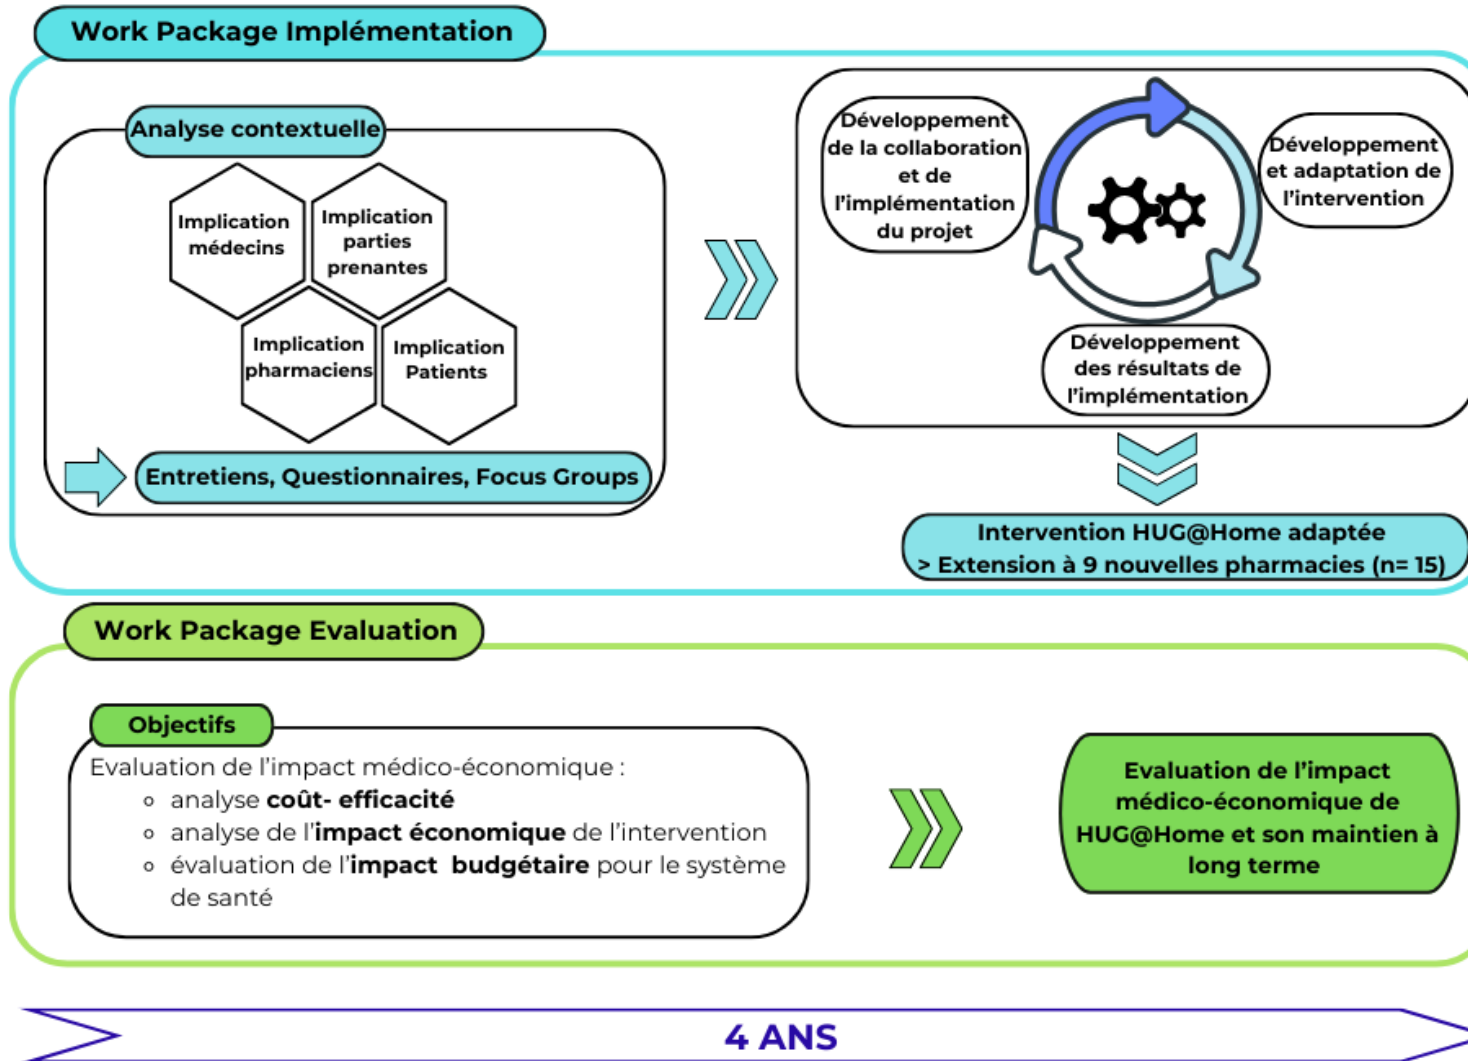 Work Package Implémentation
Analyse contextuelle
Implication
médecins
Implication
parties
prenantes
Implication
pharmaciens
Implication
Patients
Entretiens, Questionnaires, Focus Groups
Développement
de la collaboration
et de
l'implémentation
du projet
Développement
et adaptation de
l'intervention
Développement
des résultats de
l'implémentation
Intervention HUG@Home adaptée
> Extension à 9 nouvelles pharmacies (n= 15)
Work Package Evaluation
Objectifs
Evaluation de l'impact médico-économique :
analyse coût- efficacité
analyse de l'impact économique de l'intervention
évaluation de l'impact  budgétaire pour le système
de santé
Evaluation de l'impact
médico-économique de
HUG@Home et son maintien à
long terme
4 ANS